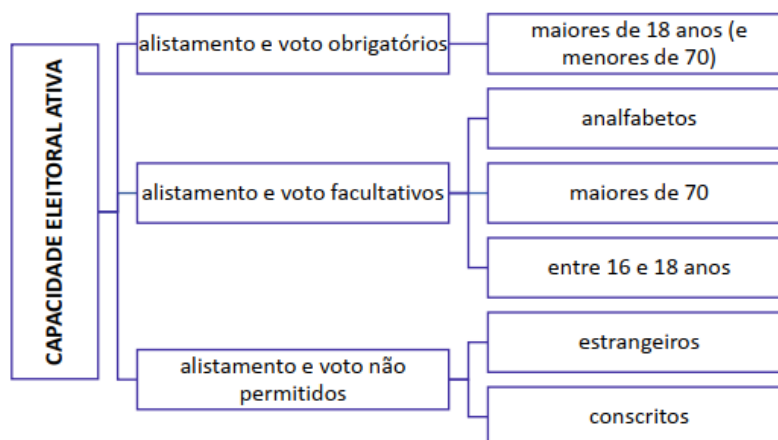 CAPACIDADE ELEITORAL ATIVA
alistamento e voto obrigatórios
maiores de 18 anos (e
menores de 70)
alistamento e voto facultativos
analfabetos
maiores de 70
entre 16 e 18 anos
alistamento e voto não
permitidos
estrangeiros
conscritos